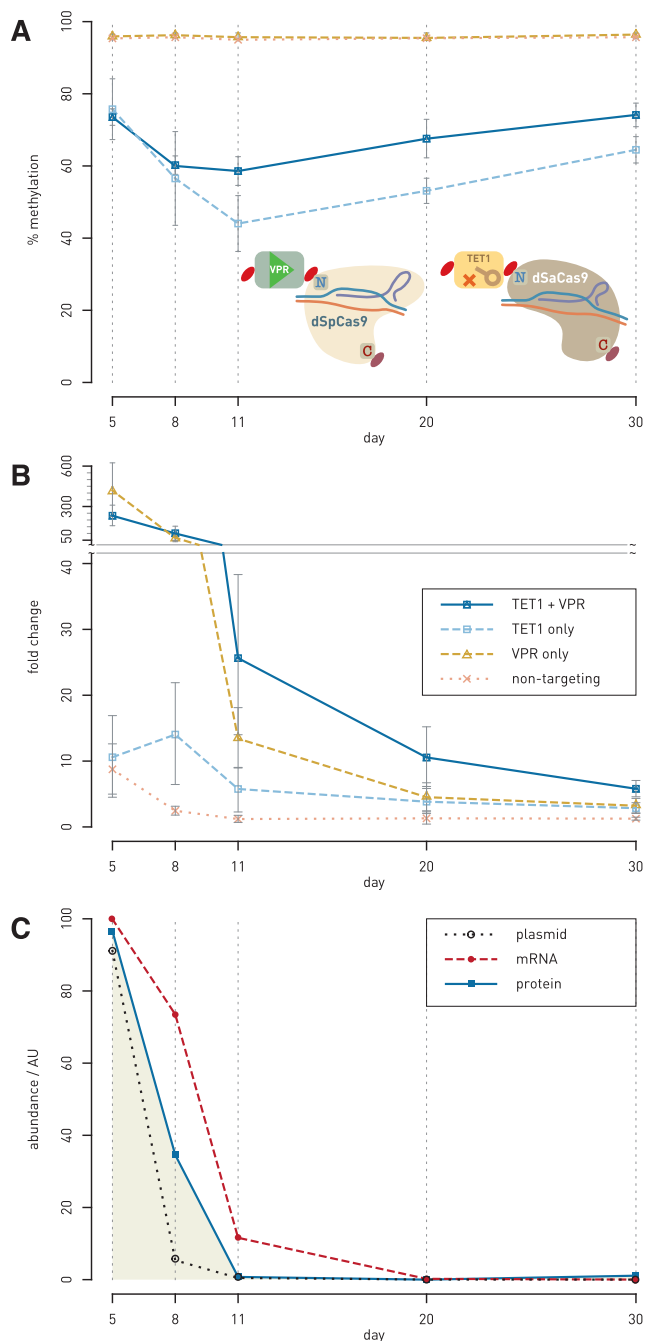 A
% methylation
100
80
60
40
20
0
VPR
N
dSpCas9
C
TET1
N
dSaCas9
C
5 8 11 20 30
day
B
fold change
600
300
50
~ ~
~ ~
40
30
20
10
0
TET1 + VPR
TET1 only
VPR only
non-targeting
5 8 11 20 30
day
C
abundance / AU
100
80
60
40
20
0
plasmid
mRNA
protein
5 8 11 20 30
day